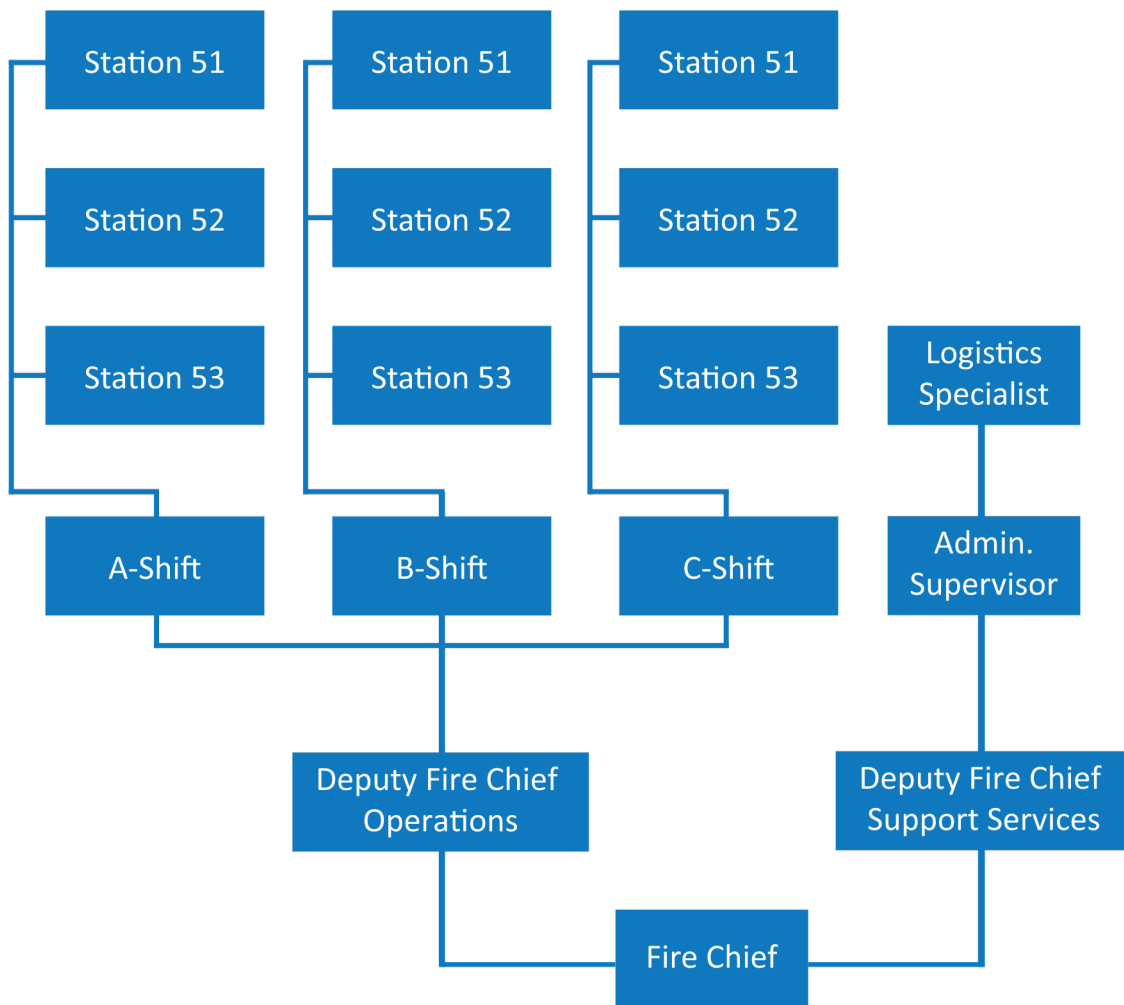 Station 51
Station 51
Station 51
Station 52
Station 52
Station 52
Station 53
Station 53
Station 53
Logistics
Specialist
A-Shift
B-Shift
C-Shift
Admin.
Supervisor
Deputy Fire Chief
Operations
Deputy Fire Chief
Support Services
Fire Chief